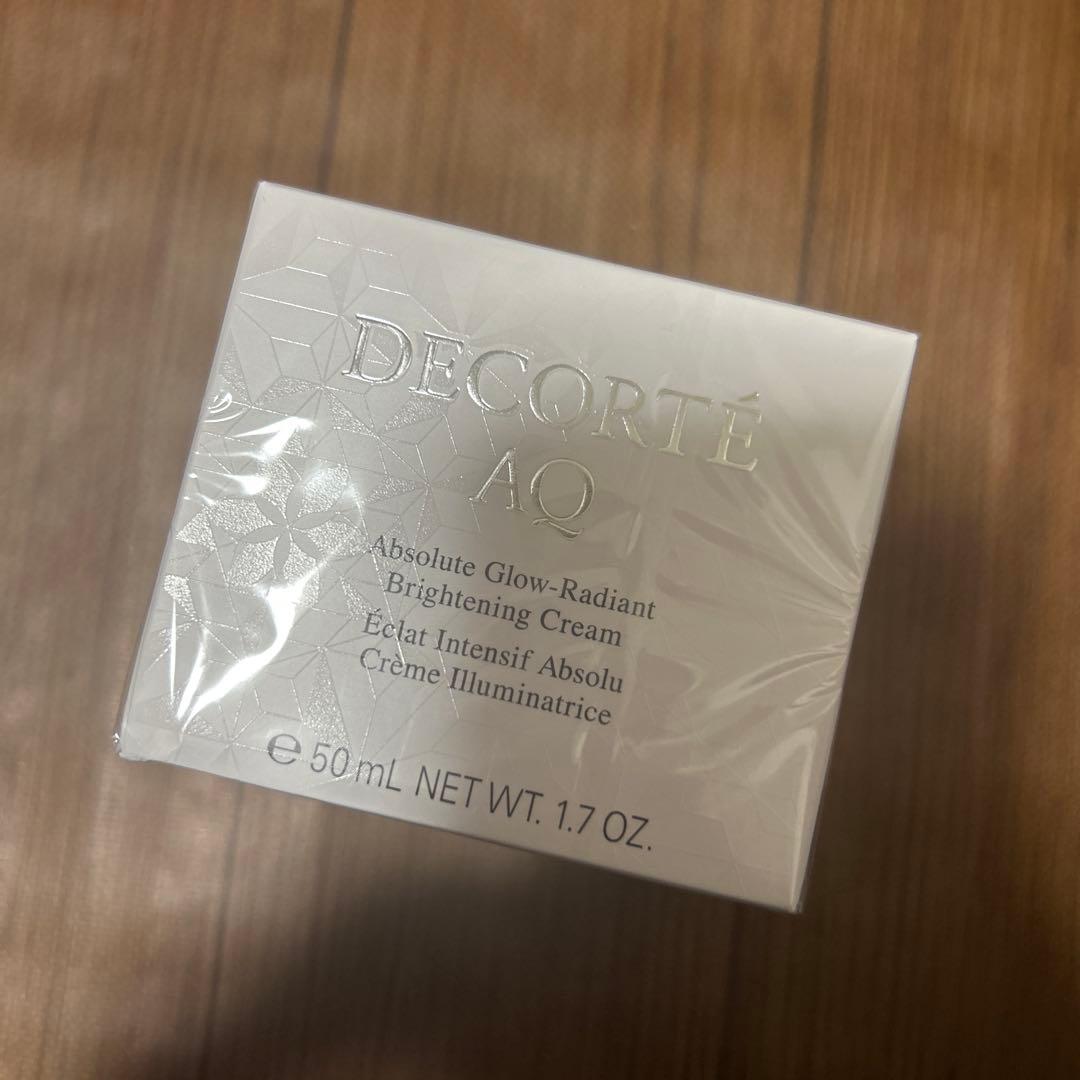 DECORTÉ
AQ
Absolute Glow-Radiant
Brightening Cream
Éclat Intensif Absolu
Crème Illuminatrice
℮ 50 mL NET WT. 1.7 OZ.